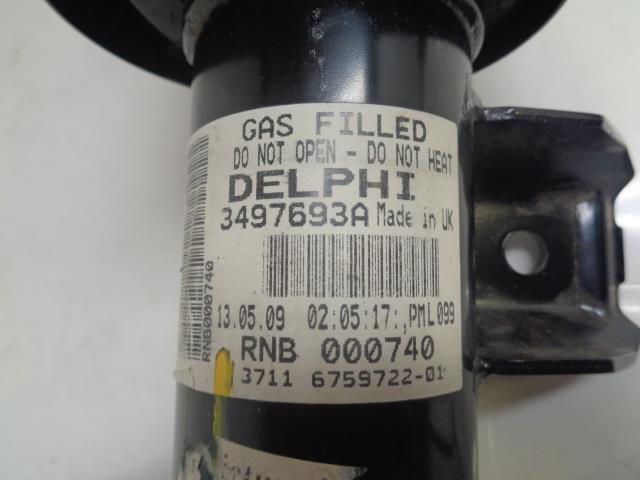 GAS FILLED
DO NOT OPEN - DO NOT HEAT
DELPHI
3497693A Made in UK
13.05.09 02:05:17:,PML099
RNB 000740
3711 6759722-01
RNB000740